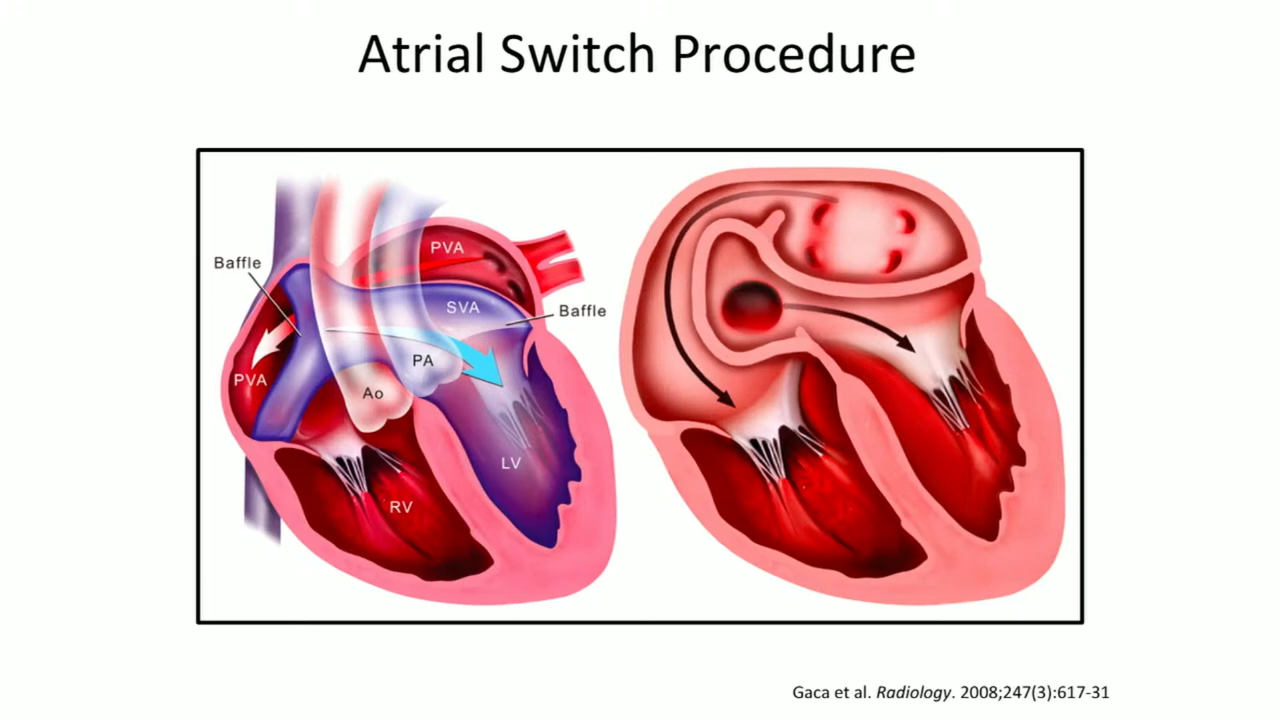 Atrial Switch Procedure
Baffle
PVA
SVA
Baffle
PA
PVA
Ao
LV
RV
Gaca et al. Radiology. 2008;247(3):617-31